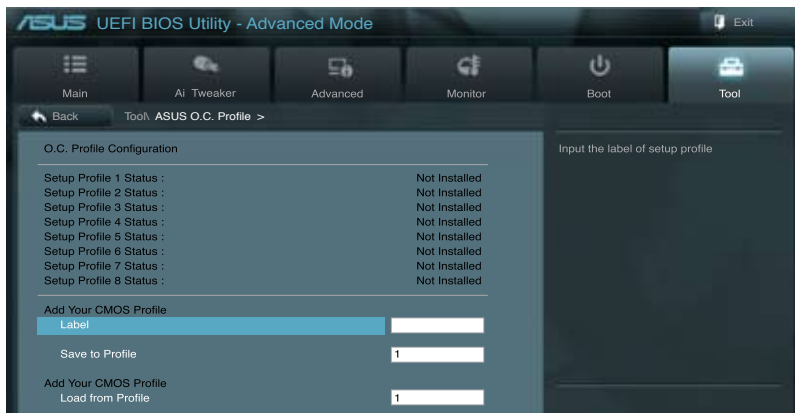 ASUS UEFI BIOS Utility - Advanced Mode
Exit
Main
Ai Tweaker
Advanced
Monitor
Boot
Tool
Back
Tool\ ASUS O.C. Profile >
O.C. Profile Configuration
Input the label of setup profile
Setup Profile 1 Status : Not Installed
Setup Profile 2 Status : Not Installed
Setup Profile 3 Status : Not Installed
Setup Profile 4 Status : Not Installed
Setup Profile 5 Status : Not Installed
Setup Profile 6 Status : Not Installed
Setup Profile 7 Status : Not Installed
Setup Profile 8 Status : Not Installed
Add Your CMOS Profile
Label
Save to Profile 1
Add Your CMOS Profile
Load from Profile 1